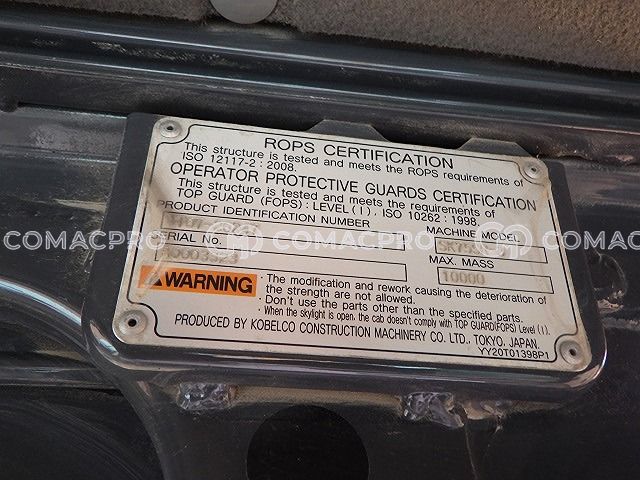 ROPS CERTIFICATION
This structure is tested and meets the ROPS requirements of
ISO 12117-2 : 2008.
OPERATOR PROTECTIVE GUARDS CERTIFICATION
This structure is tested and meets the requirements of
TOP GUARD (FOPS) : LEVEL ( I ) , ISO 10262 : 1998
PRODUCT IDENTIFICATION NUMBER
MACHINE MODEL
COMACPRO COMACPRO COMACPRO COMACPRO
SERIAL No.
MAX. MASS
10000
WARNING
· The modification and rework causing the deterioration of
the strength are not allowed.
· Don't use the parts other than the specified parts.
· When the skylight is open, the cab doesn't comply with TOP GUARD(FOPS) Level ( I ).
PRODUCED BY KOBELCO CONSTRUCTION MACHINERY CO. LTD., TOKYO, JAPAN.
YY20T01398P1